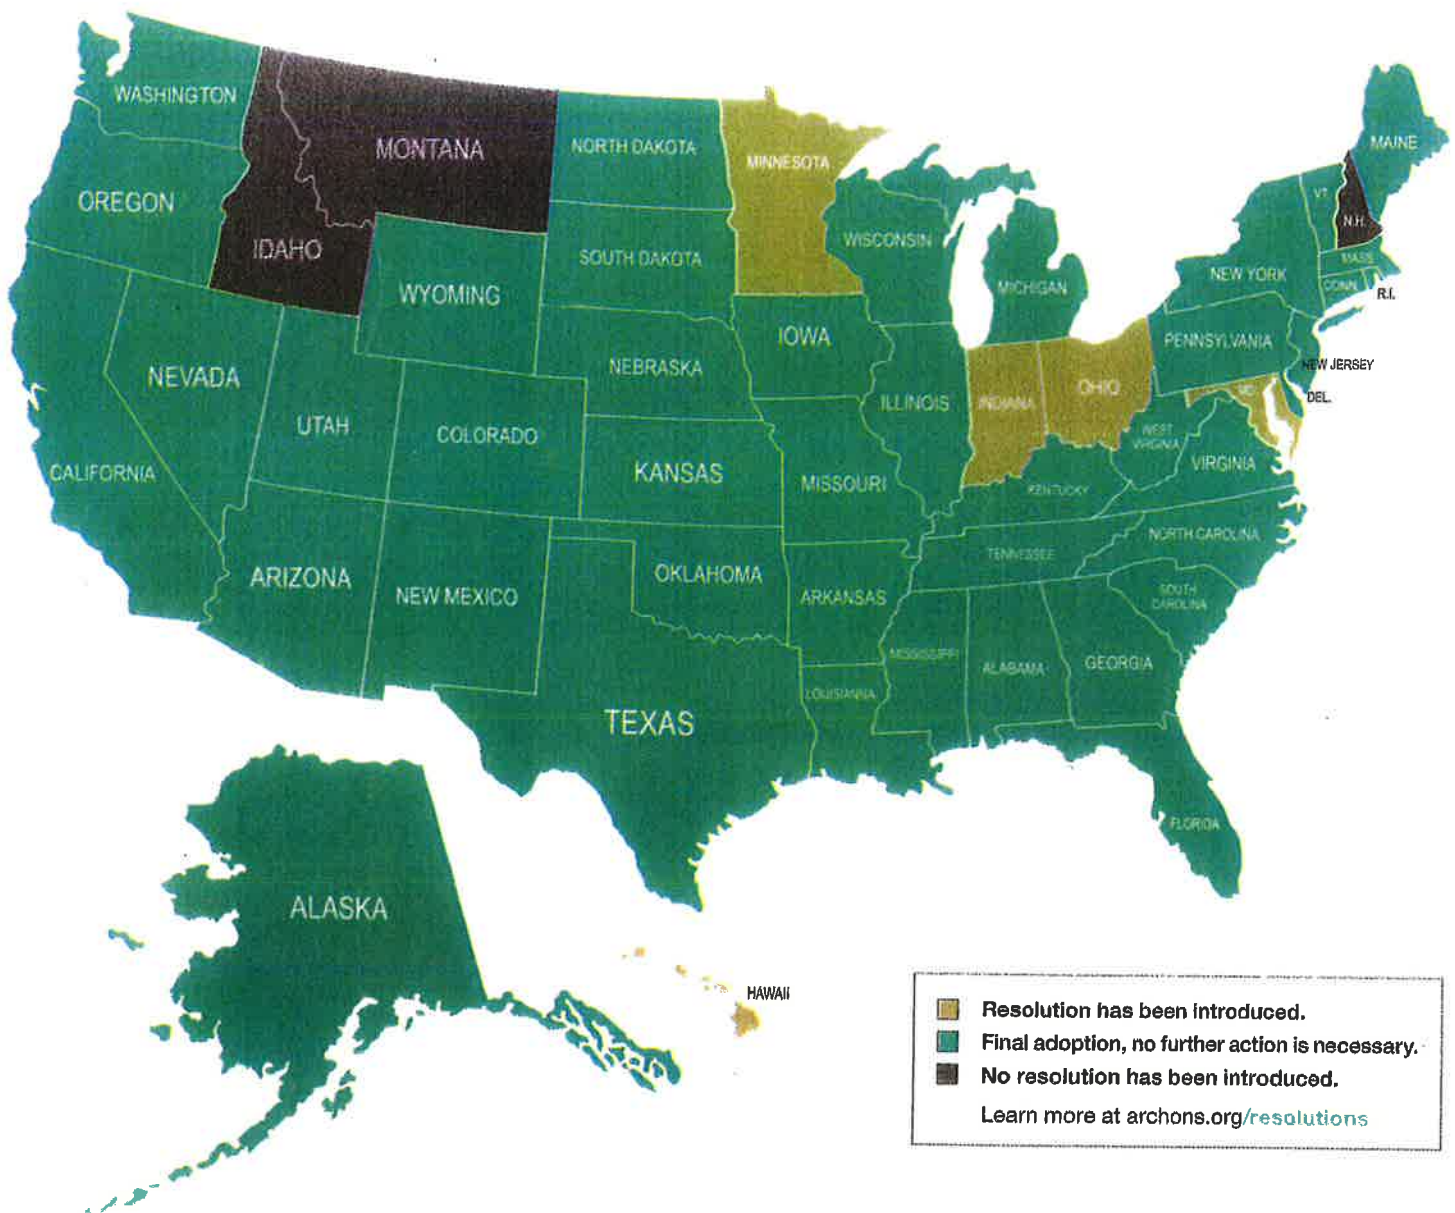 WASHINGTON
MONTANA
NORTH DAKOTA
MINNESOTA
MAINE
OREGON
IDAHO
VT.
N.H.
WISCONSIN
SOUTH DAKOTA
MASS
WYOMING
MICHIGAN
NEW YORK
CONN.
R.I.
IOWA
PENNSYLVANIA
NEBRASKA
NEVADA
NEW JERSEY
OHIO
MD
DEL.
ILLINOIS
INDIANA
UTAH
COLORADO
WEST
VIRGINIA
VIRGINIA
CALIFORNIA
KANSAS
MISSOURI
KENTUCKY
NORTH CAROLINA
TENNESSEE
ARIZONA
OKLAHOMA
NEW MEXICO
ARKANSAS
SOUTH
CAROLINA
MISSISSIPPI
ALABAMA
GEORGIA
LOUISIANNA
TEXAS
FLORIDA
ALASKA
HAWAII
Resolution has been introduced.
Final adoption, no further action is necessary.
No resolution has been introduced.
Learn more at archons.org/resolutions